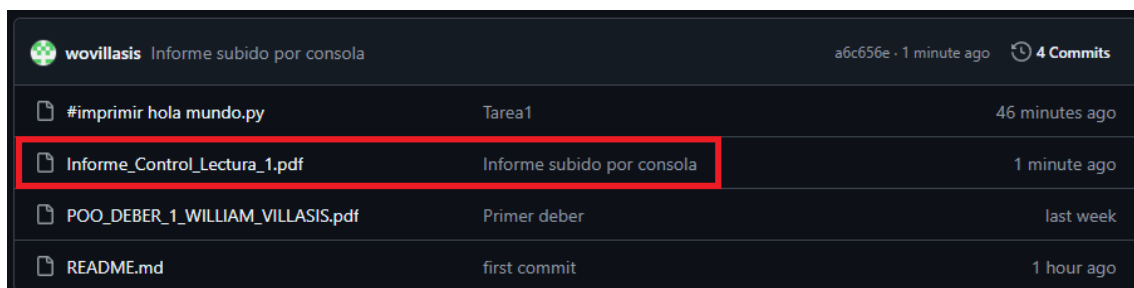 wovillasis Informe subido por consola a6c656e · 1 minute ago 4 Commits
#imprimir hola mundo.py Tarea1 46 minutes ago
Informe_Control_Lectura_1.pdf Informe subido por consola 1 minute ago
POO_DEBER_1_WILLIAM_VILLASIS.pdf Primer deber last week
README.md first commit 1 hour ago